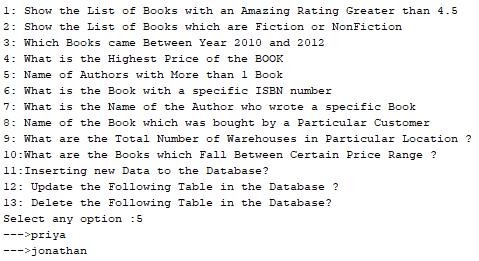 1: Show the List of Books with an Amazing Rating Greater than 4.5
2: Show the List of Books which are Fiction or NonFiction
3: Which Books came Between Year 2010 and 2012
4: What is the Highest Price of the BOOK
5: Name of Authors with More than 1 Book
6: What is the Book with a specific ISBN number
7: What is the Name of the Author who wrote a specific Book
8: Name of the Book which was bought by a Particular Customer
9: What are the Total Number of Warehouses in Particular Location ?
10:What are the Books which Fall Between Certain Price Range ?
11:Inserting new Data to the Database?
12: Update the Following Table in the Database ?
13: Delete the Following Table in the Database?
Select any option :5
--->priya
--->jonathan